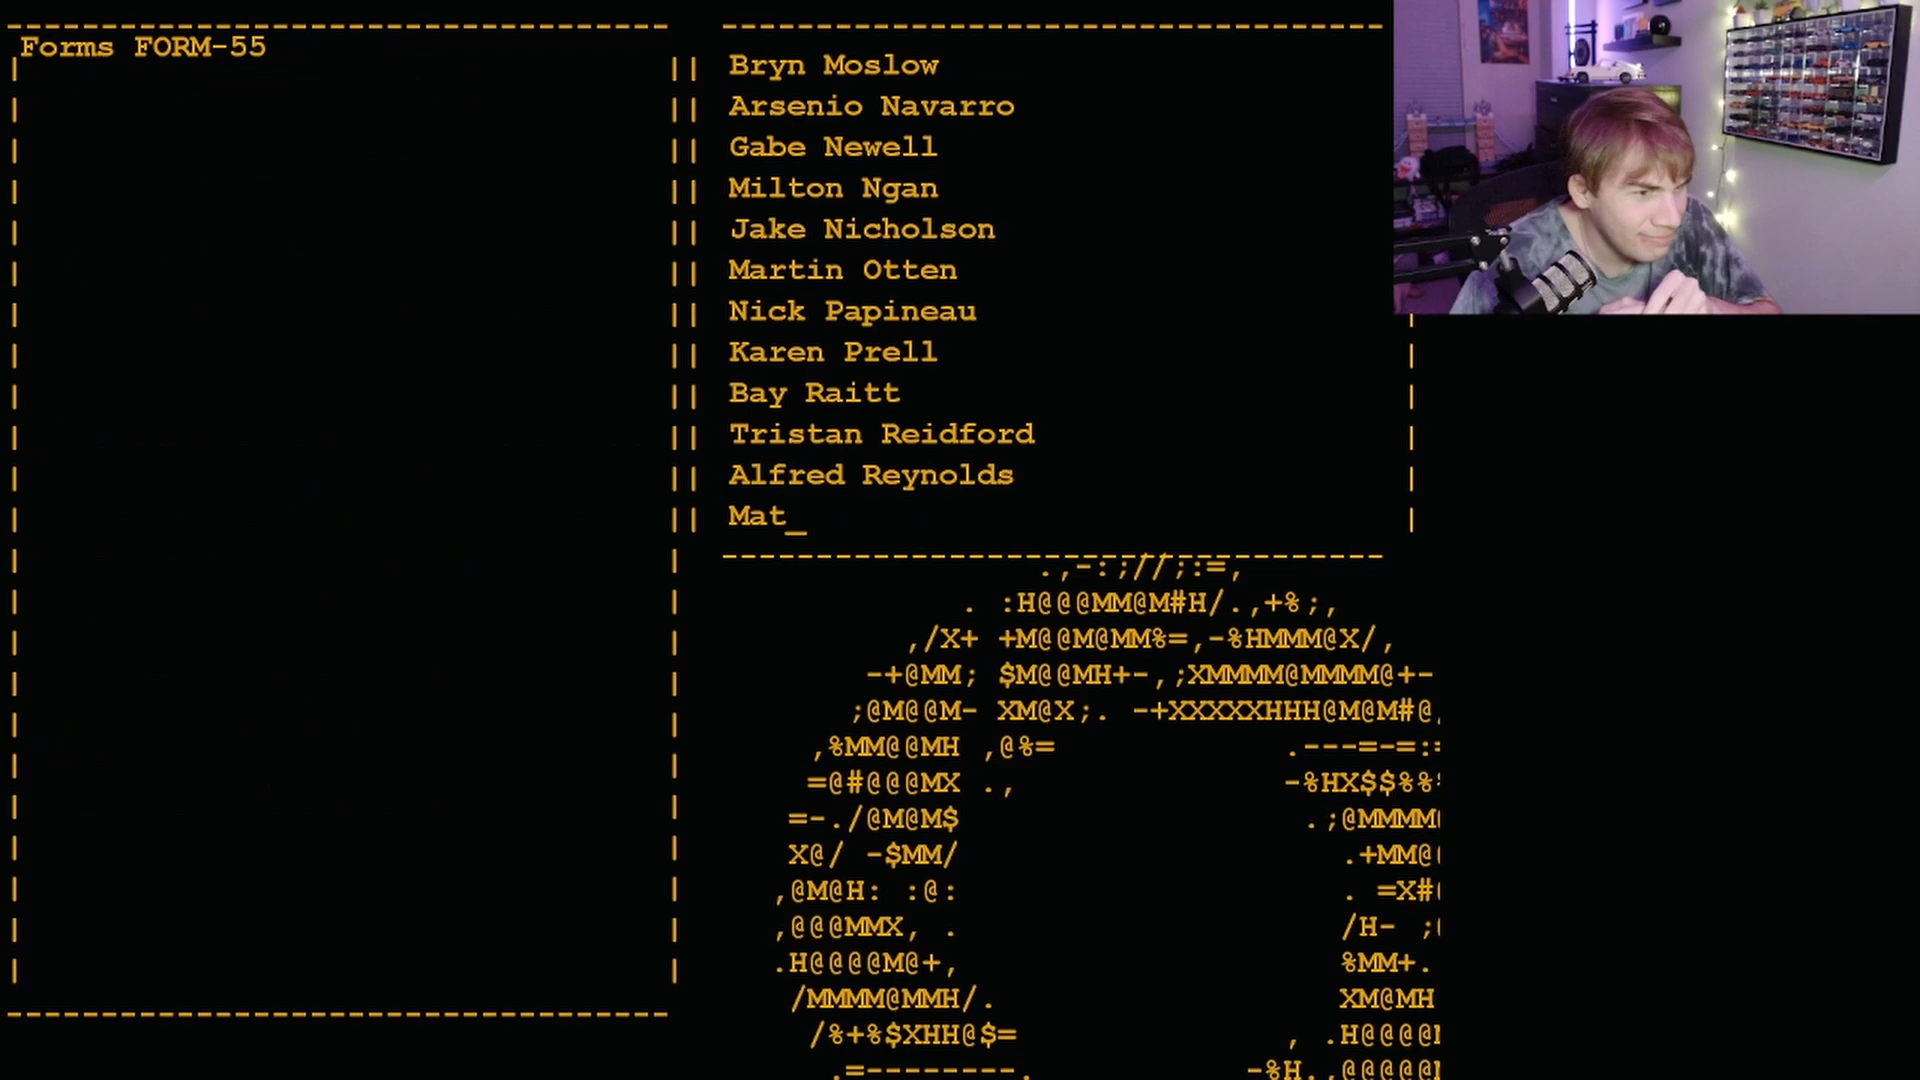 Forms FORM-55
Bryn Moslow
Arsenio Navarro
Gabe Newell
Milton Ngan
Jake Nicholson
Martin Otten
Nick Papineau
Karen Prell
Bay Raitt
Tristan Reidford
Alfred Reynolds
Mat_